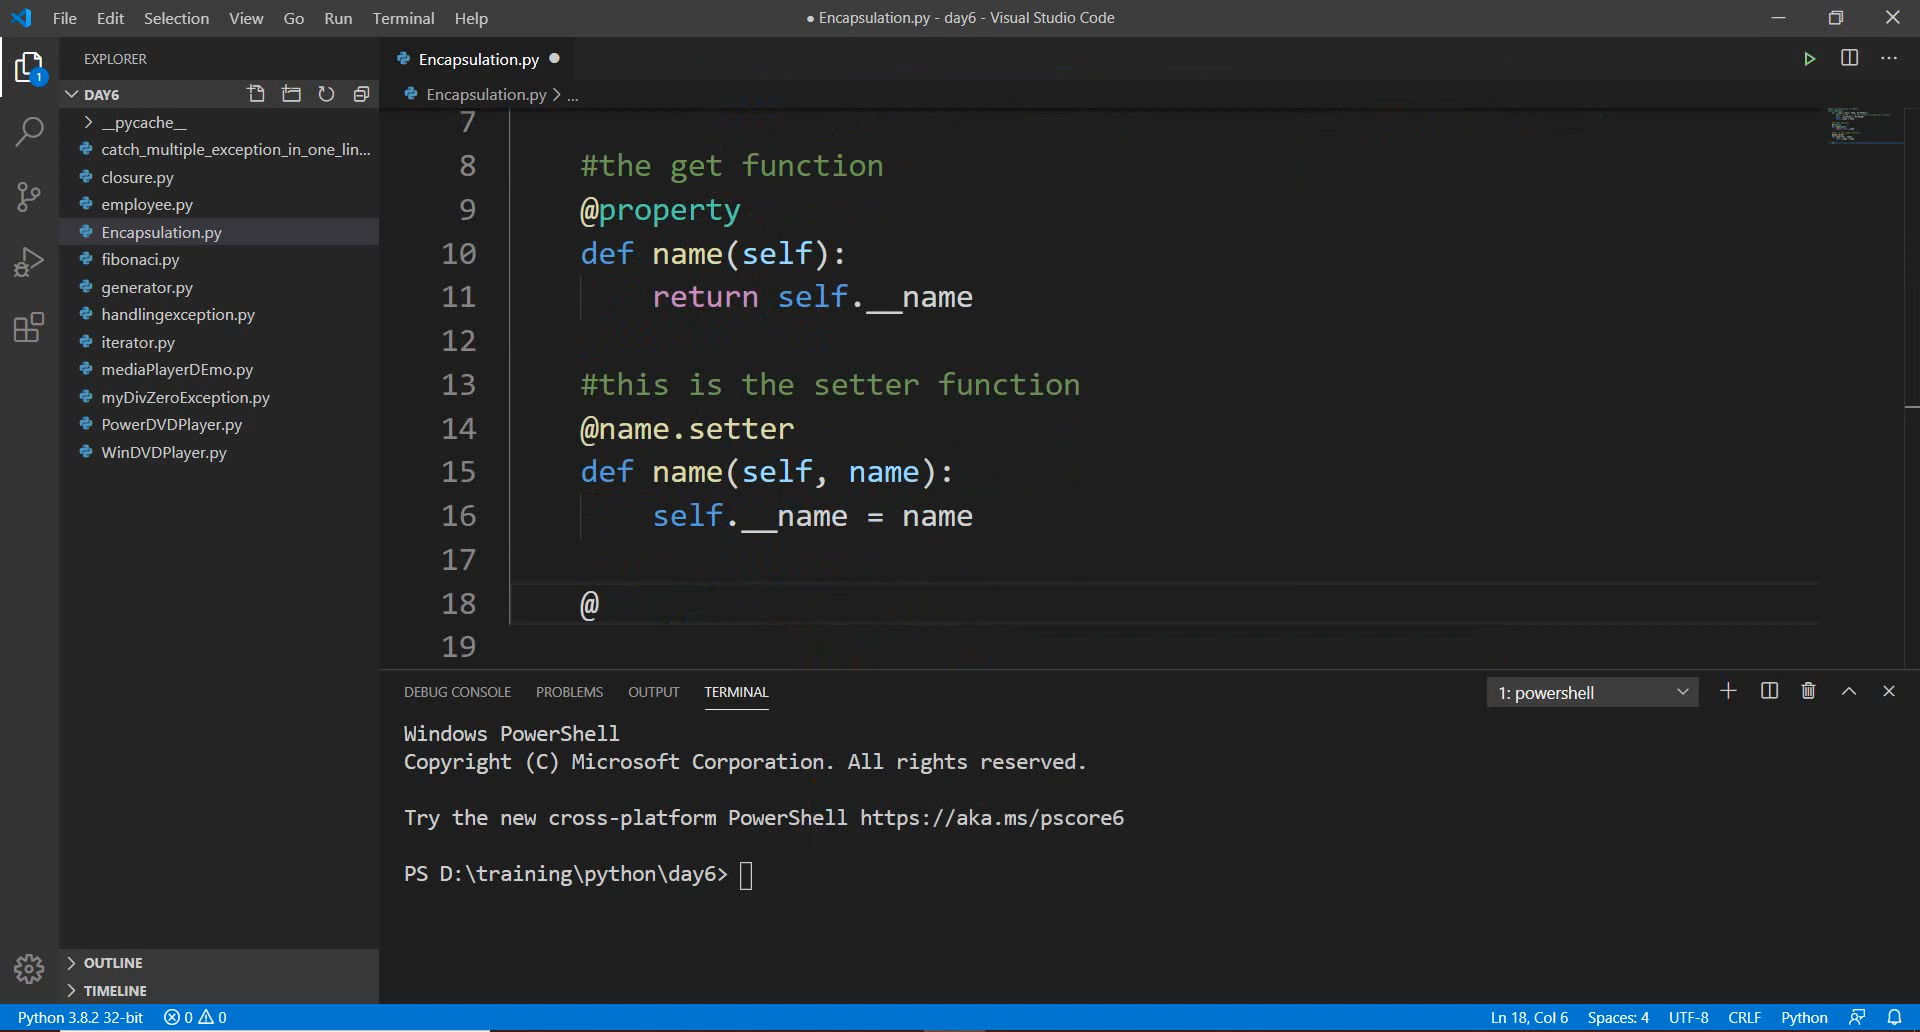 File Edit Selection View Go Run Terminal Help
● Encapsulation.py - day6 - Visual Studio Code
EXPLORER
DAY6
__pycache__
catch_multiple_exception_in_one_lin...
closure.py
employee.py
Encapsulation.py
fibonaci.py
generator.py
handlingexception.py
iterator.py
mediaPlayerDEmo.py
myDivZeroException.py
PowerDVDPlayer.py
WinDVDPlayer.py
OUTLINE
TIMELINE
1
Encapsulation.py ●
Encapsulation.py > ...
7
8 #the get function
9 @property
10 def name(self):
11 return self.__name
12
13 #this is the setter function
14 @name.setter
15 def name(self, name):
16 self.__name = name
17
18 @
19
DEBUG CONSOLE PROBLEMS OUTPUT TERMINAL
1: powershell
Windows PowerShell
Copyright (C) Microsoft Corporation. All rights reserved.
Try the new cross-platform PowerShell https://aka.ms/pscore6
PS D:\training\python\day6>
Python 3.8.2 32-bit 0 0
Ln 18, Col 6 Spaces: 4 UTF-8 CRLF Python